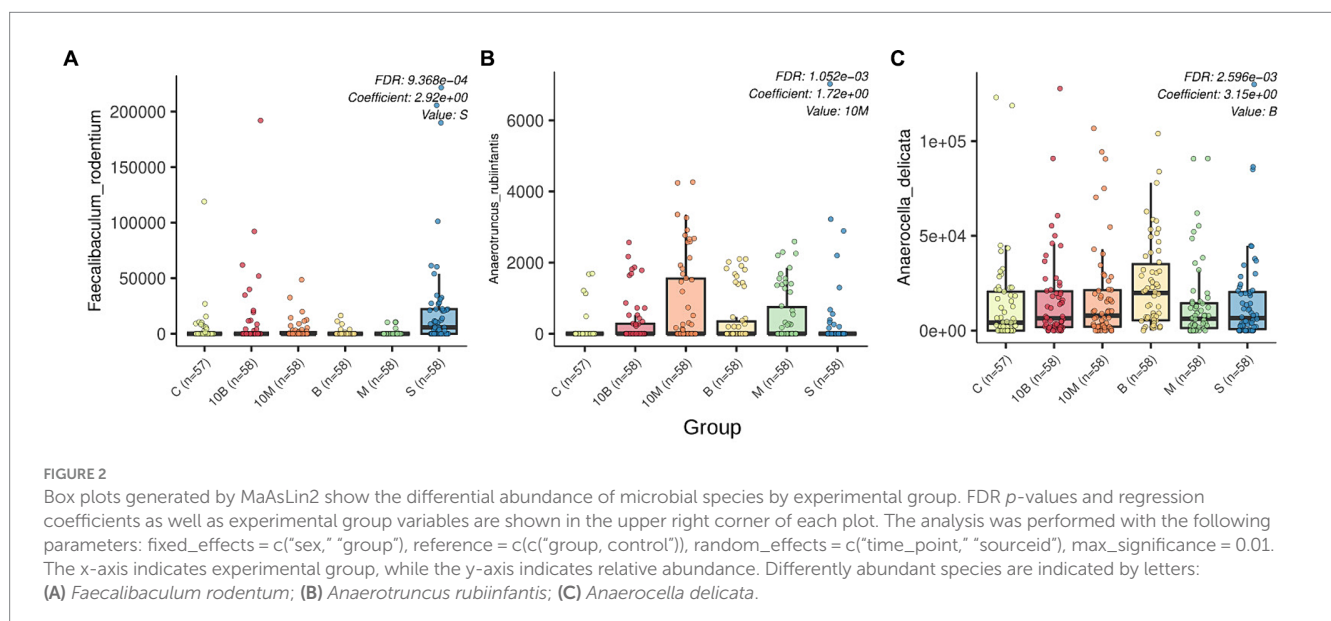 A
FDR: 9.368e−04
Coefficient: 2.92e+00
Value: S
Faecalibaculum_rodentium
200000
150000
100000
50000
0
C (n=57)
10B (n=58)
10M (n=58)
B (n=58)
M (n=58)
S (n=58)
B
FDR: 1.052e−03
Coefficient: 1.72e+00
Value: 10M
Anaerotruncus_rubiinfantis
6000
4000
2000
0
C (n=57)
10B (n=58)
10M (n=58)
B (n=58)
M (n=58)
S (n=58)
C
FDR: 2.596e−03
Coefficient: 3.15e+00
Value: B
Anaerocella_delicata
1e+05
5e+04
0e+00
C (n=57)
10B (n=58)
10M (n=58)
B (n=58)
M (n=58)
S (n=58)
Group
FIGURE 2
Box plots generated by MaAsLin2 show the differential abundance of microbial species by experimental group. FDR p-values and regression
coefficients as well as experimental group variables are shown in the upper right corner of each plot. The analysis was performed with the following
parameters: fixed_effects = c(“sex,” “group”), reference = c(c(“group, control”)), random_effects = c(“time_point,” “sourceid”), max_significance = 0.01.
The x-axis indicates experimental group, while the y-axis indicates relative abundance. Differently abundant species are indicated by letters:
(A) Faecalibaculum rodentum; (B) Anaerotruncus rubiinfantis; (C) Anaerocella delicata.